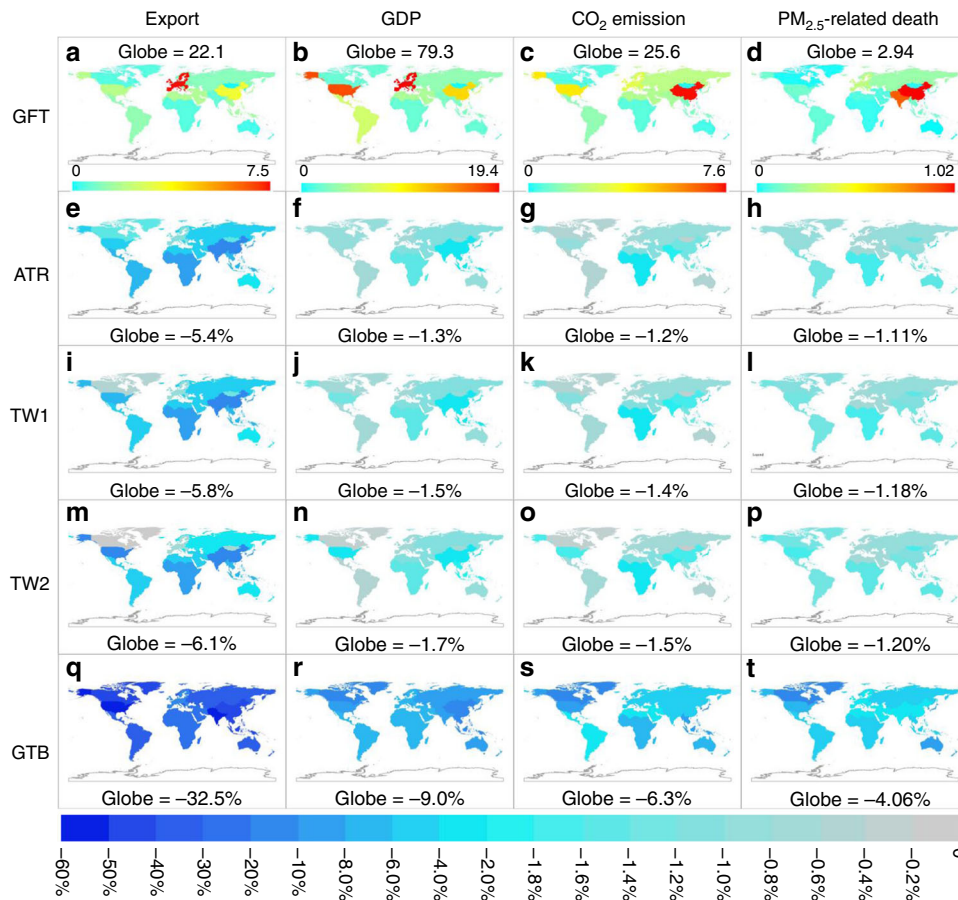 Export GDP CO₂ emission PM₂.₅-related death
GFT
a Globe = 22.1
0 7.5
b Globe = 79.3
0 19.4
c Globe = 25.6
0 7.6
d Globe = 2.94
0 1.02
ATR
e
Globe = –5.4%
f
Globe = –1.3%
g
Globe = –1.2%
h
Globe = –1.11%
TW1
i
Globe = –5.8%
j
Globe = –1.5%
k
Globe = –1.4%
l
Globe = –1.18%
TW2
m
Globe = –6.1%
n
Globe = –1.7%
o
Globe = –1.5%
p
Globe = –1.20%
GTB
q
Globe = –32.5%
r
Globe = –9.0%
s
Globe = –6.3%
t
Globe = –4.06%
–60%
–50%
–40%
–30%
–20%
–10%
–8.0%
–6.0%
–4.0%
–2.0%
–1.8%
–1.6%
–1.4%
–1.2%
–1.0%
–0.8%
–0.6%
–0.4%
–0.2%
0